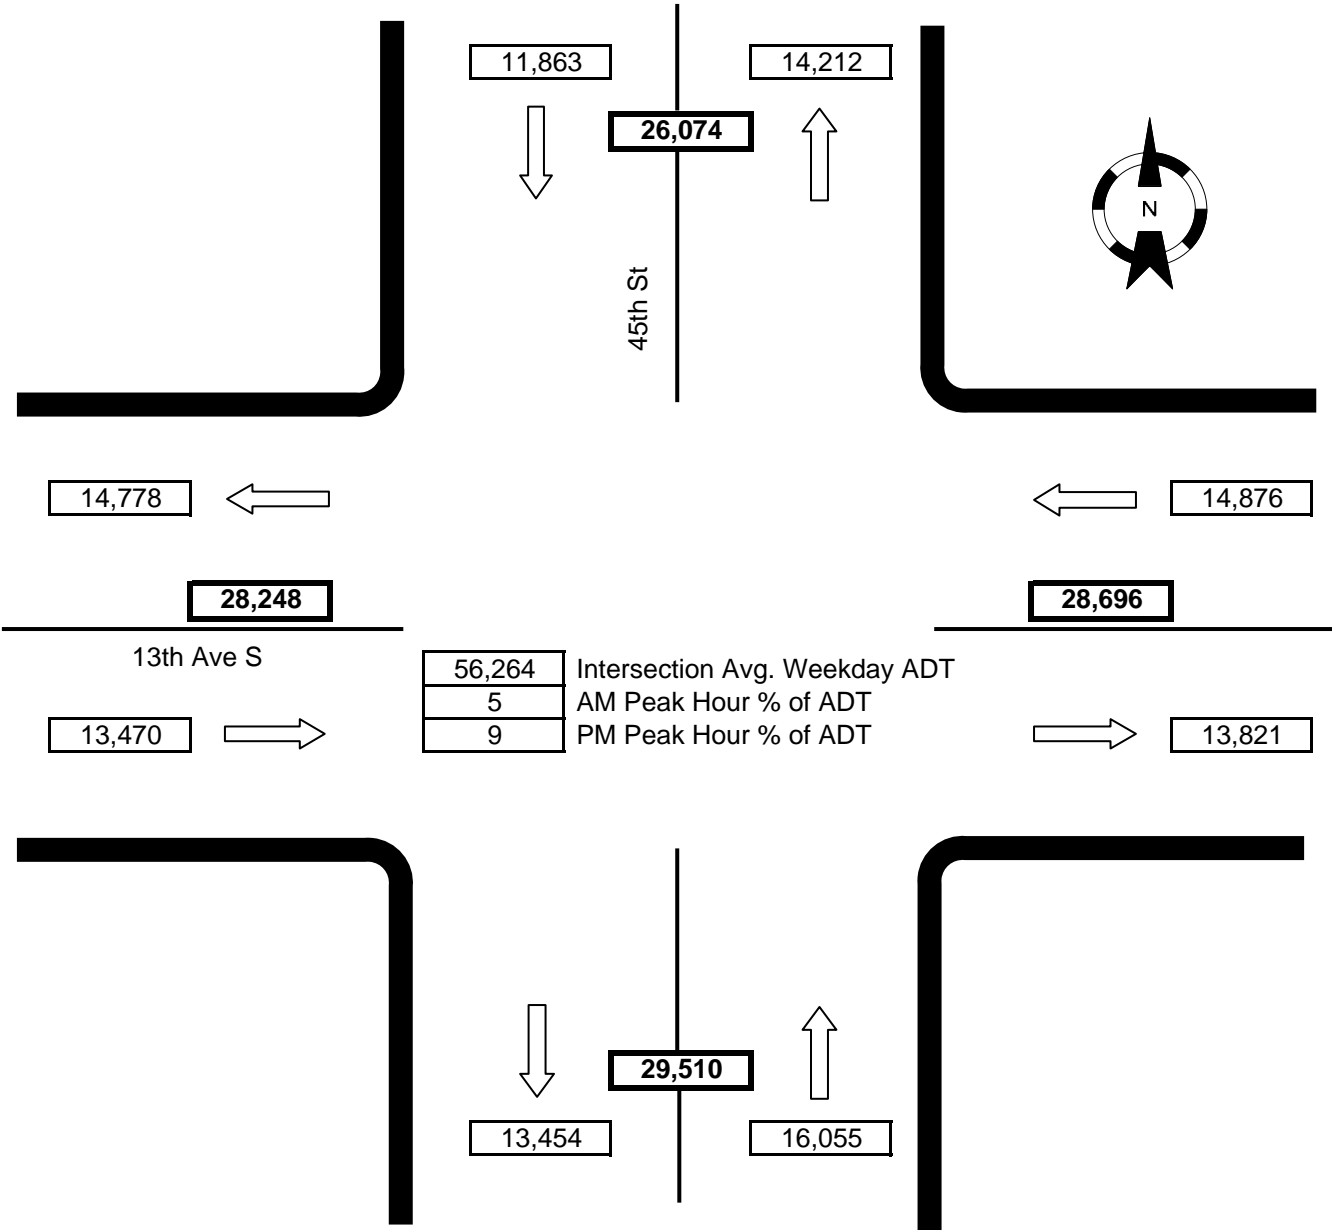 11,863
14,212
26,074
N
45th St
14,778
14,876
28,248
28,696
13th Ave S
56,264 Intersection Avg. Weekday ADT
5 AM Peak Hour % of ADT
9 PM Peak Hour % of ADT
13,470
13,821
29,510
13,454
16,055